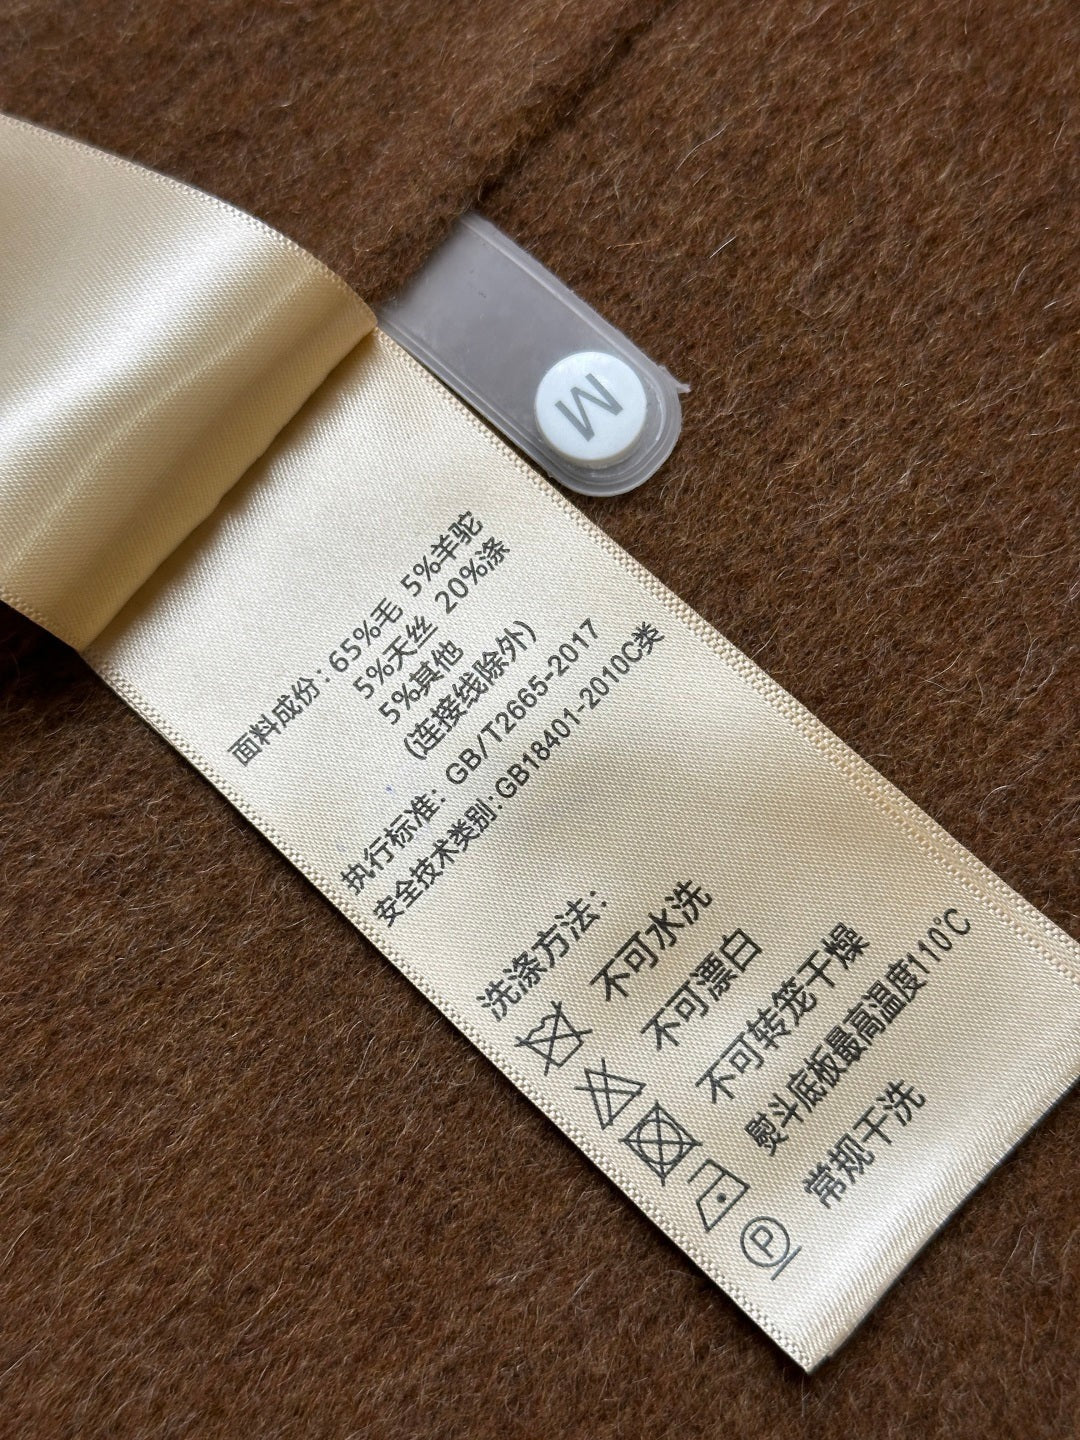 M
面料成份：65%毛 5%羊驼
5%天丝 20%涤
5%其他
(连接线除外)
执行标准：GB/T2665-2017
安全技术类别：GB18401-2010C类
洗涤方法：
不可水洗
不可漂白
不可转笼干燥
熨斗底板最高温度110℃
P 常规干洗